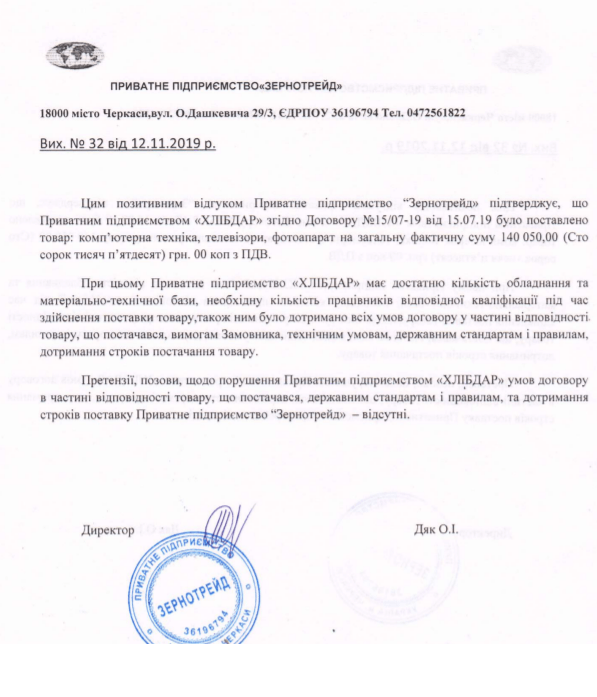 ПРИВАТНЕ ПІДПРИЄМСТВО«ЗЕРНОТРЕЙД»
18000 місто Черкаси,вул. О.Дашкевича 29/3, ЄДРПОУ 36196794 Тел. 0472561822
Вих. № 32 від 12.11.2019 р.
Цим позитивним відгуком Приватне підприємство “Зернотрейд” підтверджує, що
Приватним підприємством «ХЛІБДАР» згідно Договору №15/07-19 від 15.07.19 було поставлено
товар: комп’ютерна техніка, телевізори, фотоапарат на загальну фактичну суму 140 050,00 (Сто
сорок тисяч п’ятдесят) грн. 00 коп з ПДВ.
При цьому Приватне підприємство «ХЛІБДАР» має достатню кількість обладнання та
матеріально-технічної бази, необхідну кількість працівників відповідної кваліфікації під час
здійснення поставки товару,також ним було дотримано всіх умов договору у частині відповідності
товару, що постачався, вимогам Замовника, технічним умовам, державним стандартам і правилам,
дотримання строків постачання товару.
Претензії, позови, щодо порушення Приватним підприємством «ХЛІБДАР» умов договору
в частині відповідності товару, що постачався, державним стандартам і правилам, та дотримання
строків поставку Приватне підприємство “Зернотрейд” – відсутні.
Директор
Дяк О.І.
ПРИВАТНЕ ПІДПРИЄМСТВО
ЗЕРНОТРЕЙД
36196794
ЧЕРКАСИ